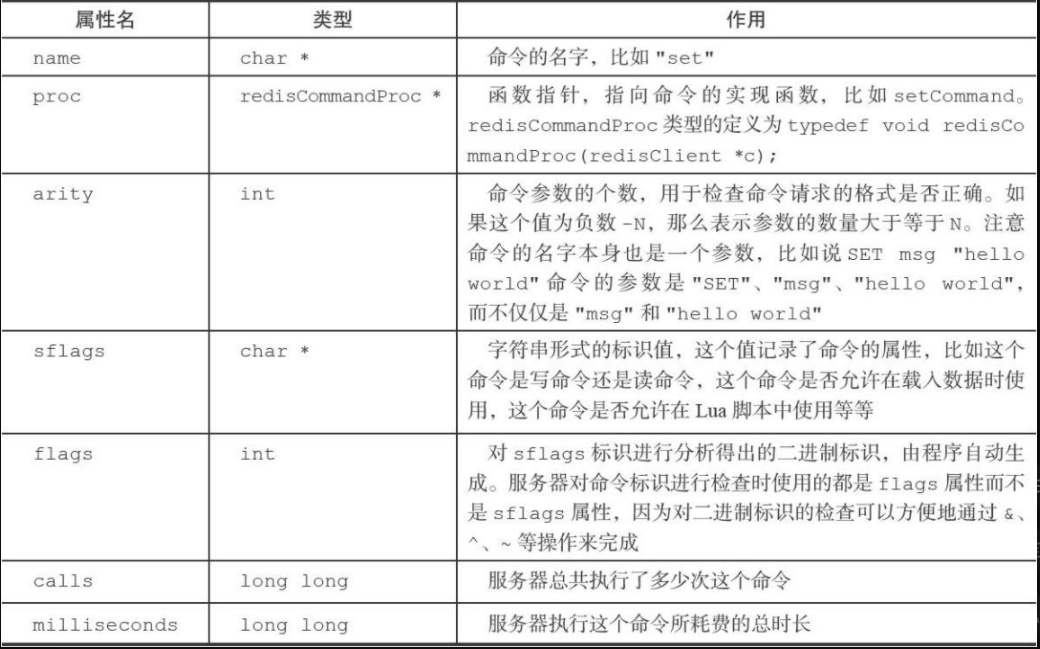 属性名 类型 作用
name char * 命令的名字，比如 "set"
proc redisCommandProc * 函数指针，指向命令的实现函数，比如 setCommand。
redisCommandProc 类型的定义为 typedef void redisCo
mmandProc(redisClient *c);
arity int 命令参数的个数，用于检查命令请求的格式是否正确。如
果这个值为负数 -N，那么表示参数的数量大于等于 N。注意
命令的名字本身也是一个参数，比如说 SET msg "hello
world" 命令的参数是 "SET"、"msg"、"hello world"，
而不仅仅是 "msg" 和 "hello world"
sflags char * 字符串形式的标识值，这个值记录了命令的属性，比如这个
命令是写命令还是读命令，这个命令是否允许在载入数据时使
用，这个命令是否允许在 Lua 脚本中使用等等
flags int 对 sflags 标识进行分析得出的二进制标识，由程序自动生
成。服务器对命令标识进行检查时使用的都是 flags 属性而不
是 sflags 属性，因为对二进制标识的检查可以方便地通过 &、
^、~ 等操作来完成
calls long long 服务器总共执行了多少次这个命令
milliseconds long long 服务器执行这个命令所耗费的总时长